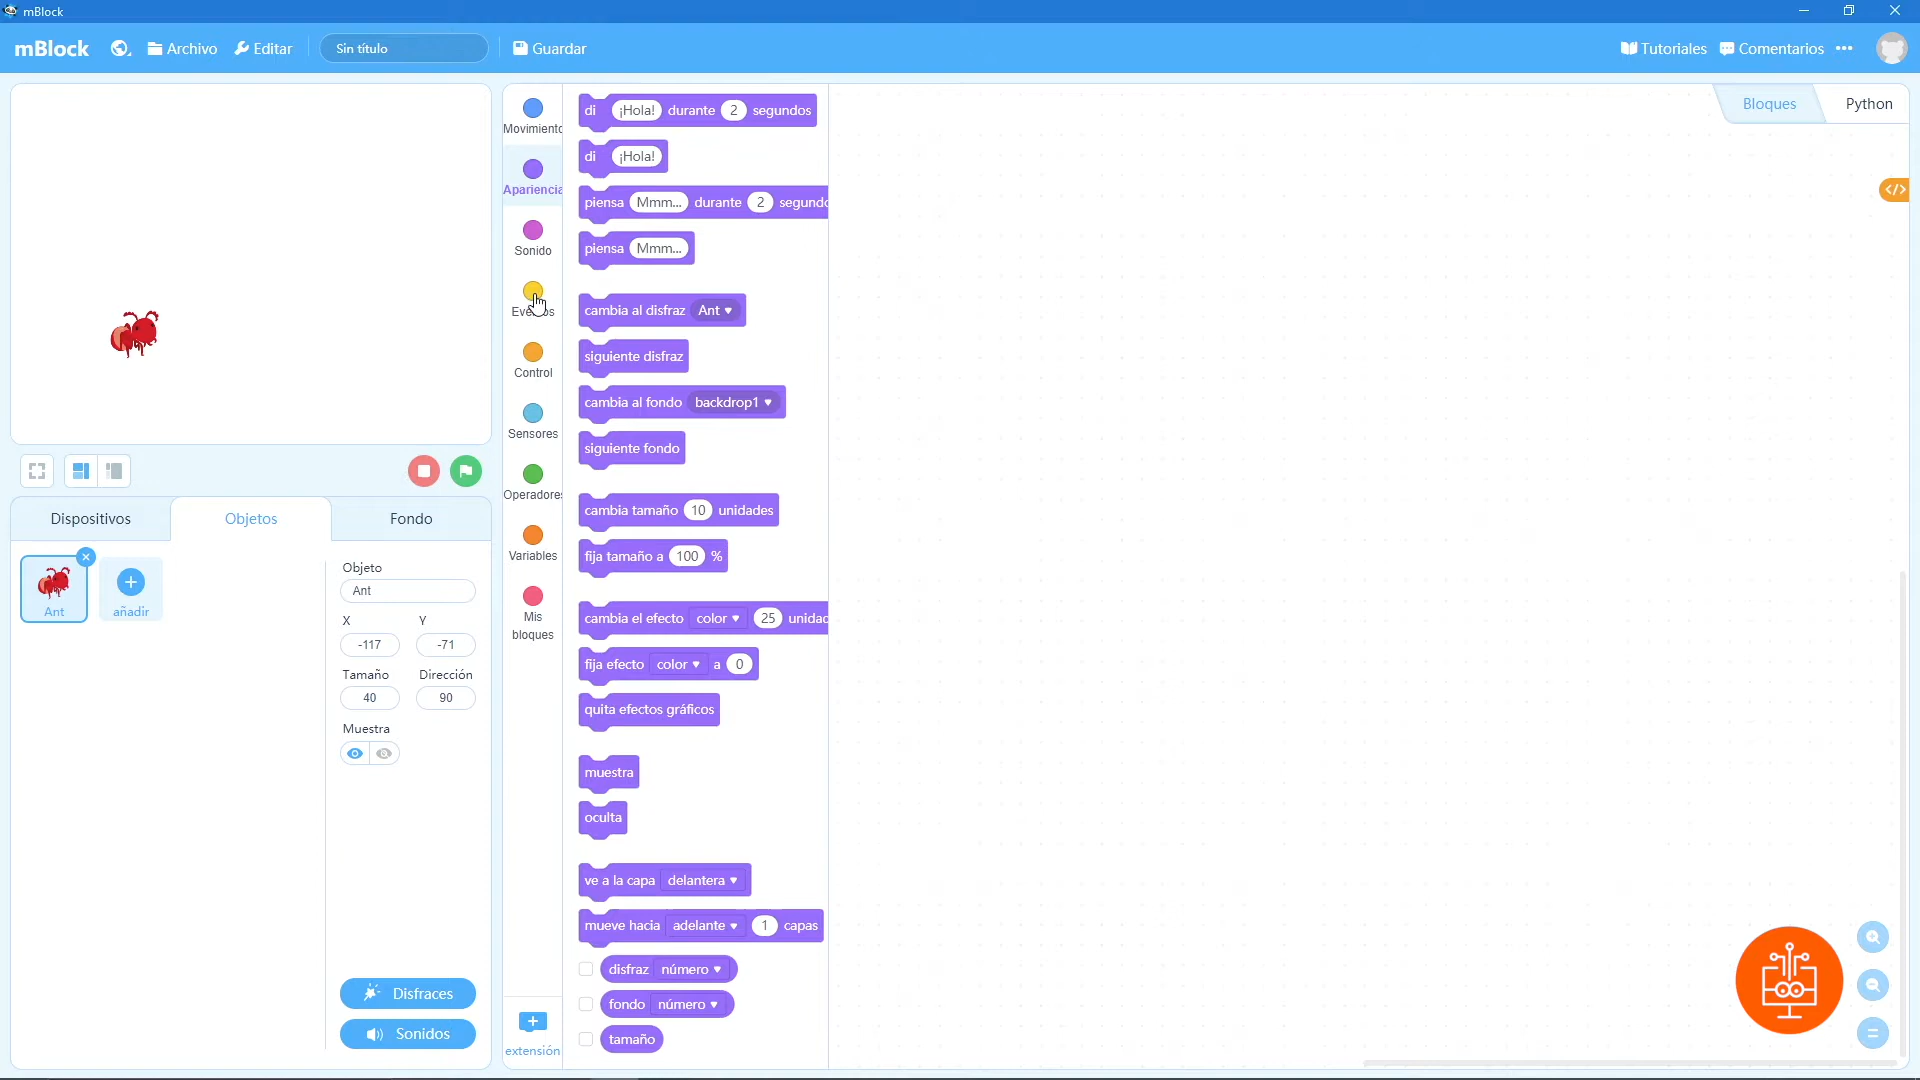 mBlock
mBlock Archivo Editar Sin título Guardar Tutoriales Comentarios
Bloques Python
Movimiento
Apariencia
Sonido
Eventos
Control
Sensores
Operadores
Variables
Mis
bloques
extensión
di ¡Hola! durante 2 segundos
di ¡Hola!
piensa Mmm... durante 2 segundo
piensa Mmm...
cambia al disfraz Ant
siguiente disfraz
cambia al fondo backdrop1
siguiente fondo
cambia tamaño 10 unidades
fija tamaño a 100 %
cambia el efecto color 25 unidad
fija efecto color a 0
quita efectos gráficos
muestra
oculta
ve a la capa delantera
mueve hacia adelante 1 capas
disfraz número
fondo número
tamaño
Dispositivos Objetos Fondo
Ant
añadir
Objeto
Ant
X Y
-117 -71
Tamaño Dirección
40 90
Muestra
Disfraces
Sonidos